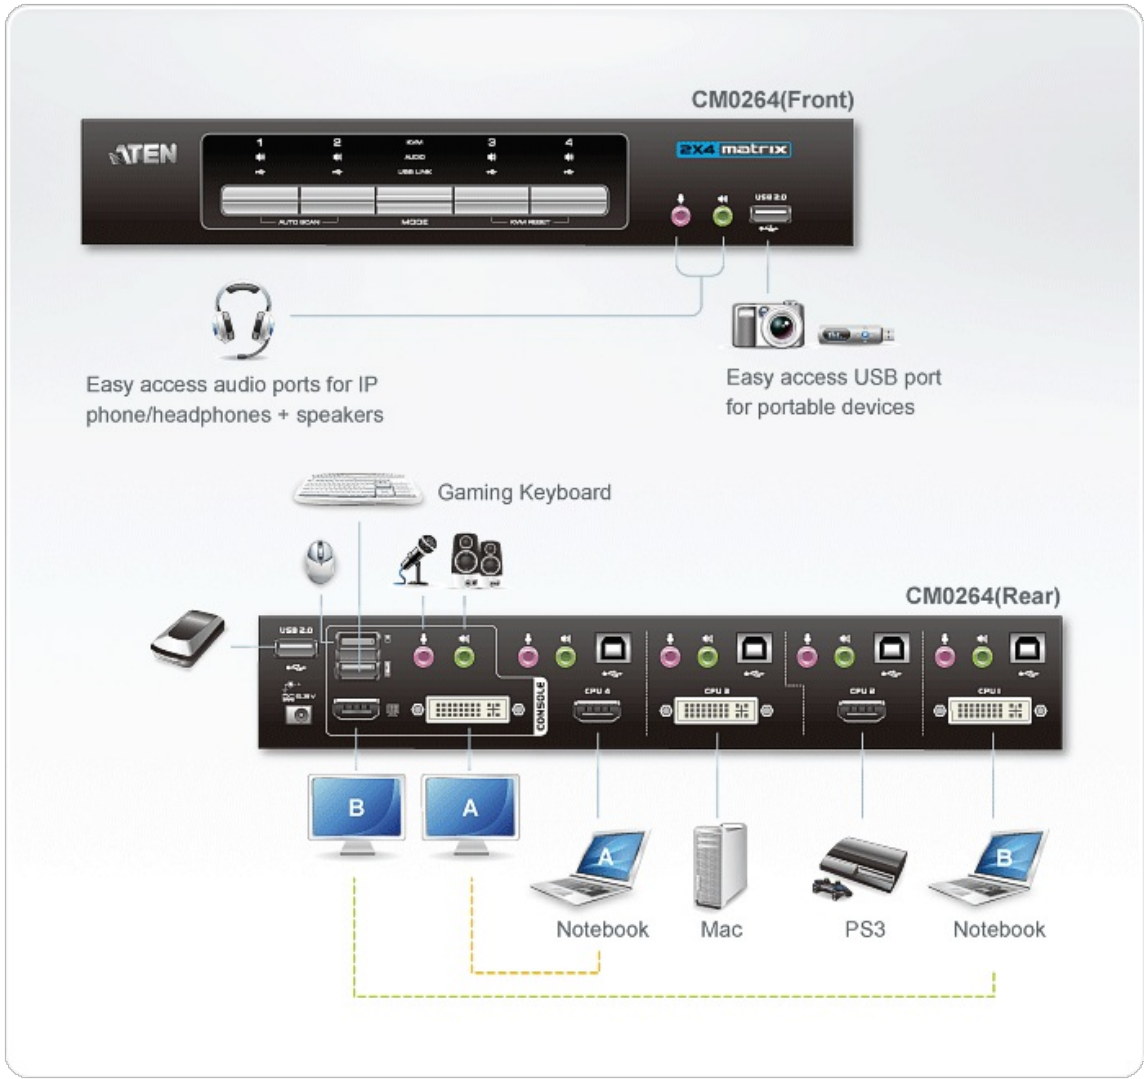 CM0264(Front)
ATEN
1 2 KVM 3 4
AUDIO
USB LINK
AUTO SCAN MODE KVM RESET
2X4 matrix
USB 2.0
Easy access audio ports for IP
phone/headphones + speakers
Easy access USB port
for portable devices
Gaming Keyboard
CM0264(Rear)
USB 2.0
CONSOLE
CPU 4 CPU 3 CPU 2 CPU 1
B A
A B
Notebook Mac PS3 Notebook